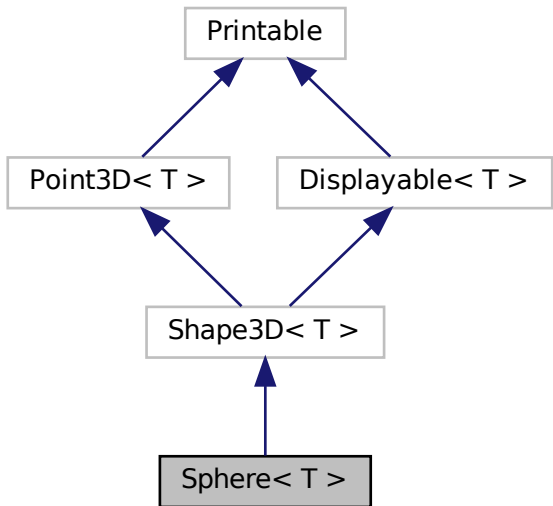 Printable
Point3D< T >
Displayable< T >
Shape3D< T >
Sphere< T >